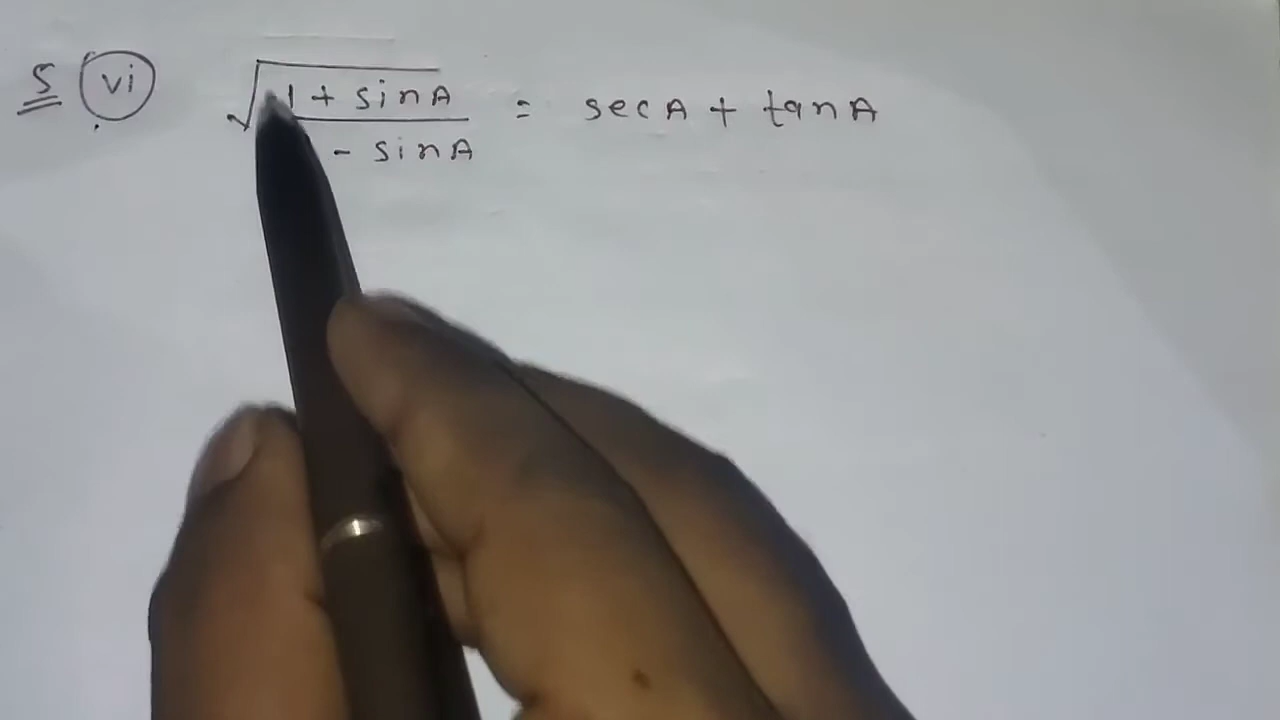 5 (vi) √ 1 + sinA = secA + tanA
- sinA